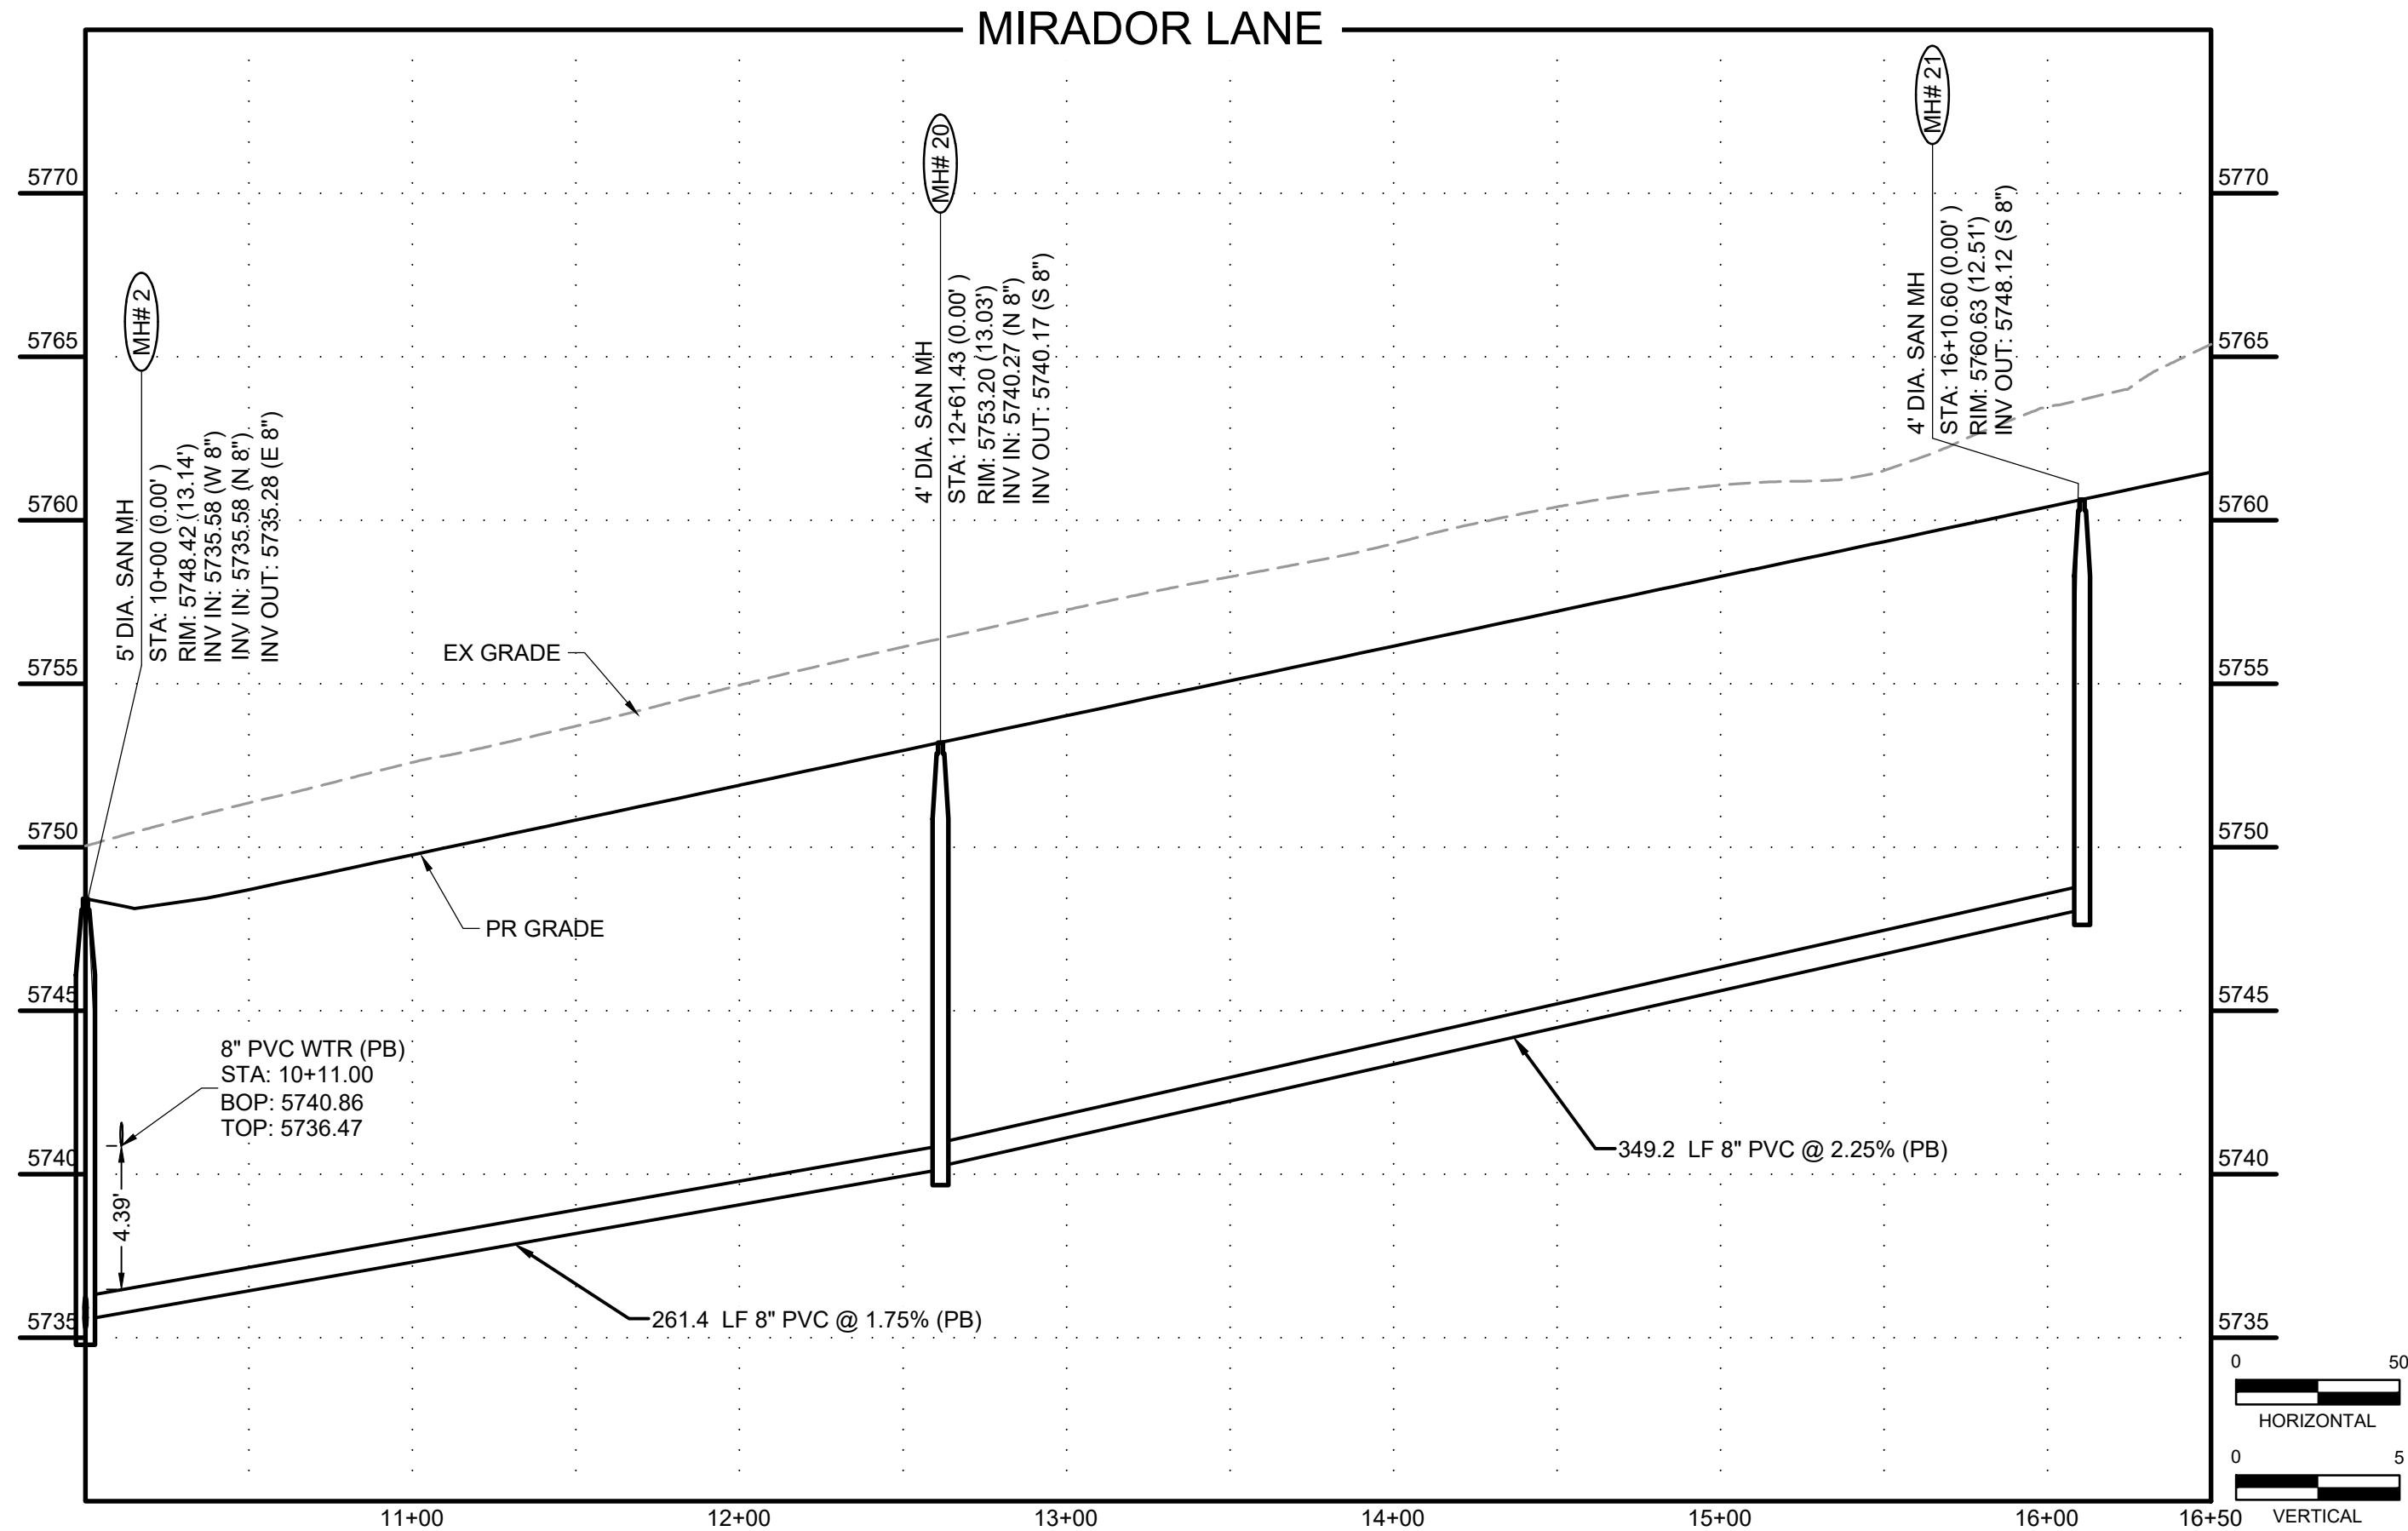 MIRADOR LANE
MH# 2
5' DIA. SAN MH
STA: 10+00 (0.00' )
RIM: 5748.42 (13.14')
INV IN: 5735.58 (W 8")
INV IN: 5735.58 (N 8")
INV OUT: 5735.28 (E 8")
MH# 20
4' DIA. SAN MH
STA: 12+61.43 (0.00' )
RIM: 5753.20 (13.03')
INV IN: 5740.27 (N 8")
INV OUT: 5740.17 (S 8")
MH# 21
4' DIA. SAN MH
STA: 16+10.60 (0.00' )
RIM: 5760.63 (12.51')
INV OUT: 5748.12 (S 8")
5770
5765
5760
5755
5750
5745
5740
5735
EX GRADE
PR GRADE
8" PVC WTR (PB)
STA: 10+11.00
BOP: 5740.86
TOP: 5736.47
4.39'
261.4 LF 8" PVC @ 1.75% (PB)
349.2 LF 8" PVC @ 2.25% (PB)
5770
5765
5760
5755
5750
5745
5740
5735
0 50
HORIZONTAL
0 5
VERTICAL
11+00
12+00
13+00
14+00
15+00
16+00
16+50